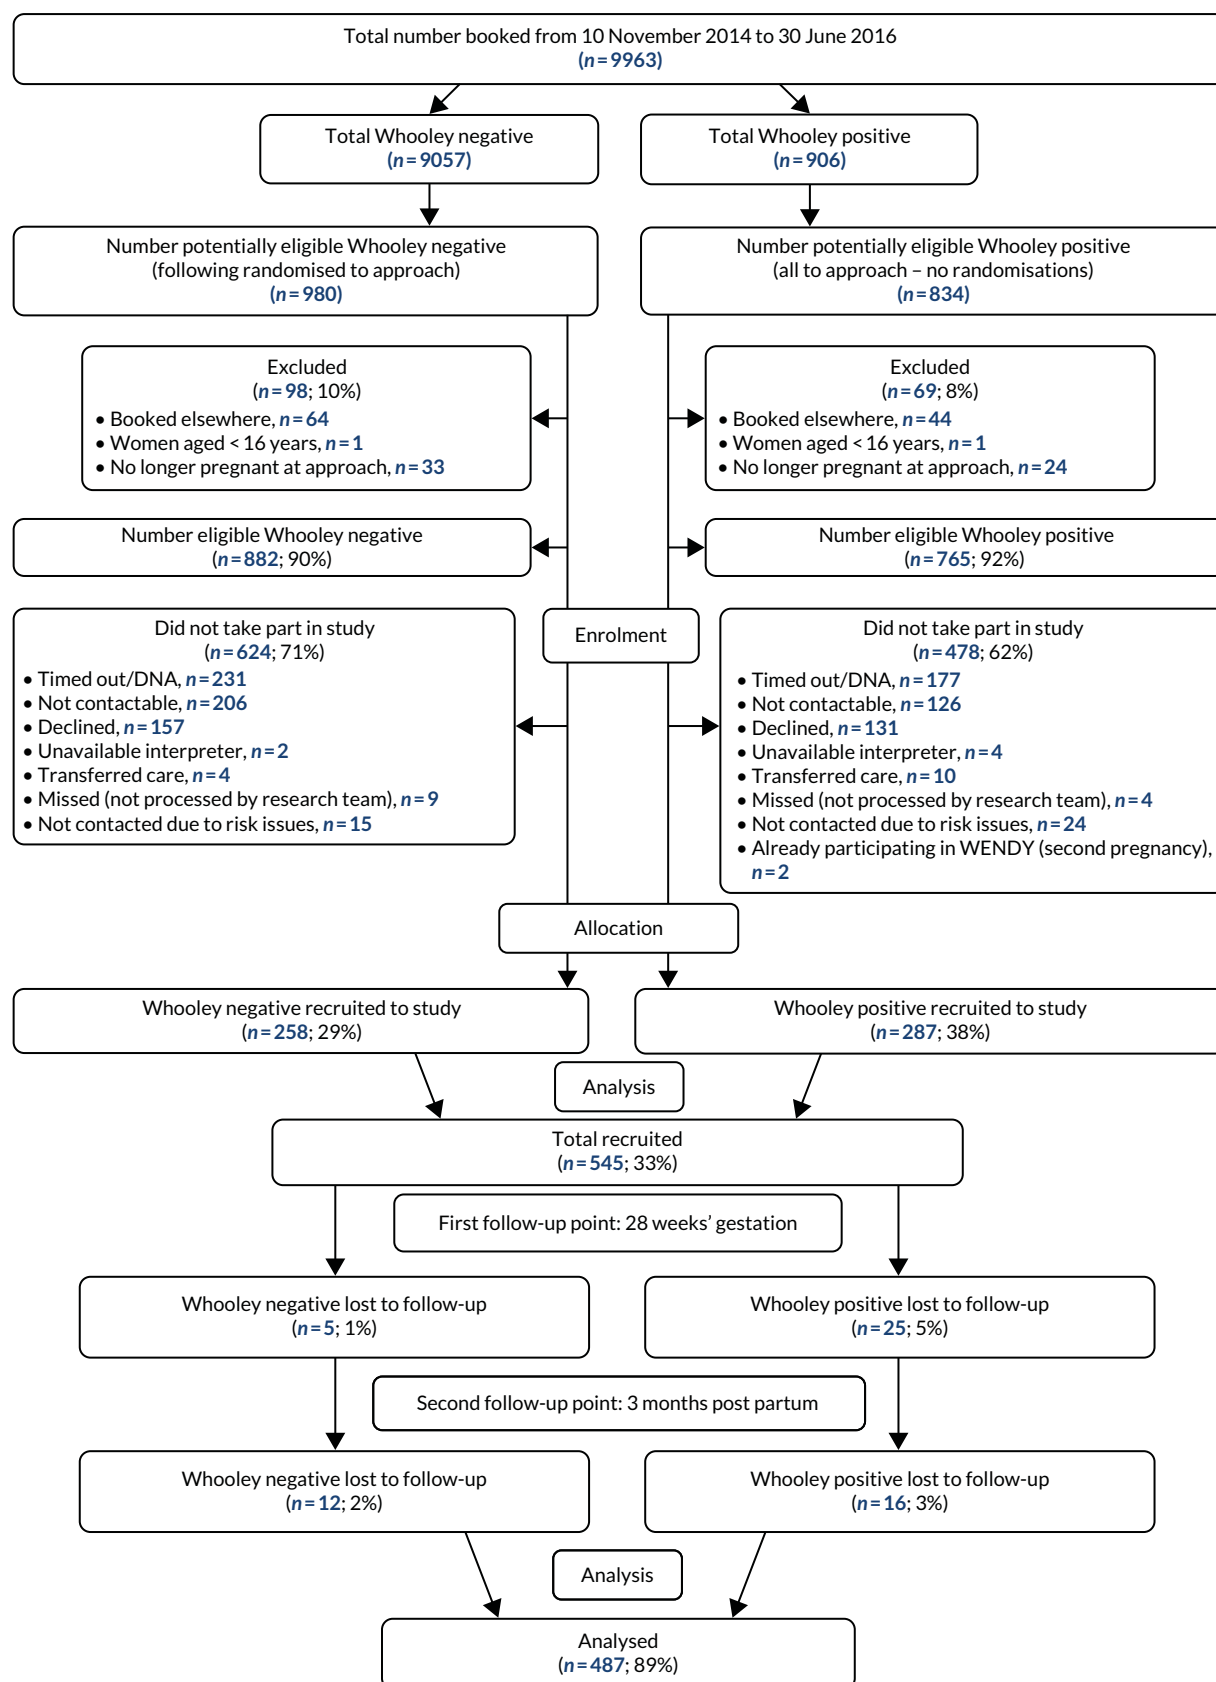 Total number booked from 10 November 2014 to 30 June 2016
(n=9963)
Total Whooley negative
(n=9057)
Total Whooley positive
(n=906)
Number potentially eligible Whooley negative
(following randomised to approach)
(n=980)
Number potentially eligible Whooley positive
(all to approach – no randomisations)
(n=834)
Excluded
(n=98; 10%)
• Booked elsewhere, n=64
• Women aged < 16 years, n=1
• No longer pregnant at approach, n=33
Excluded
(n=69; 8%)
• Booked elsewhere, n=44
• Women aged < 16 years, n=1
• No longer pregnant at approach, n=24
Number eligible Whooley negative
(n=882; 90%)
Number eligible Whooley positive
(n=765; 92%)
Enrolment
Did not take part in study
(n=624; 71%)
• Timed out/DNA, n=231
• Not contactable, n=206
• Declined, n=157
• Unavailable interpreter, n=2
• Transferred care, n=4
• Missed (not processed by research team), n=9
• Not contacted due to risk issues, n=15
Did not take part in study
(n=478; 62%)
• Timed out/DNA, n=177
• Not contactable, n=126
• Declined, n=131
• Unavailable interpreter, n=4
• Transferred care, n=10
• Missed (not processed by research team), n=4
• Not contacted due to risk issues, n=24
• Already participating in WENDY (second pregnancy),
n=2
Allocation
Whooley negative recruited to study
(n=258; 29%)
Whooley positive recruited to study
(n=287; 38%)
Analysis
Total recruited
(n=545; 33%)
First follow-up point: 28 weeks’ gestation
Whooley negative lost to follow-up
(n=5; 1%)
Whooley positive lost to follow-up
(n=25; 5%)
Second follow-up point: 3 months post partum
Whooley negative lost to follow-up
(n=12; 2%)
Whooley positive lost to follow-up
(n=16; 3%)
Analysis
Analysed
(n=487; 89%)